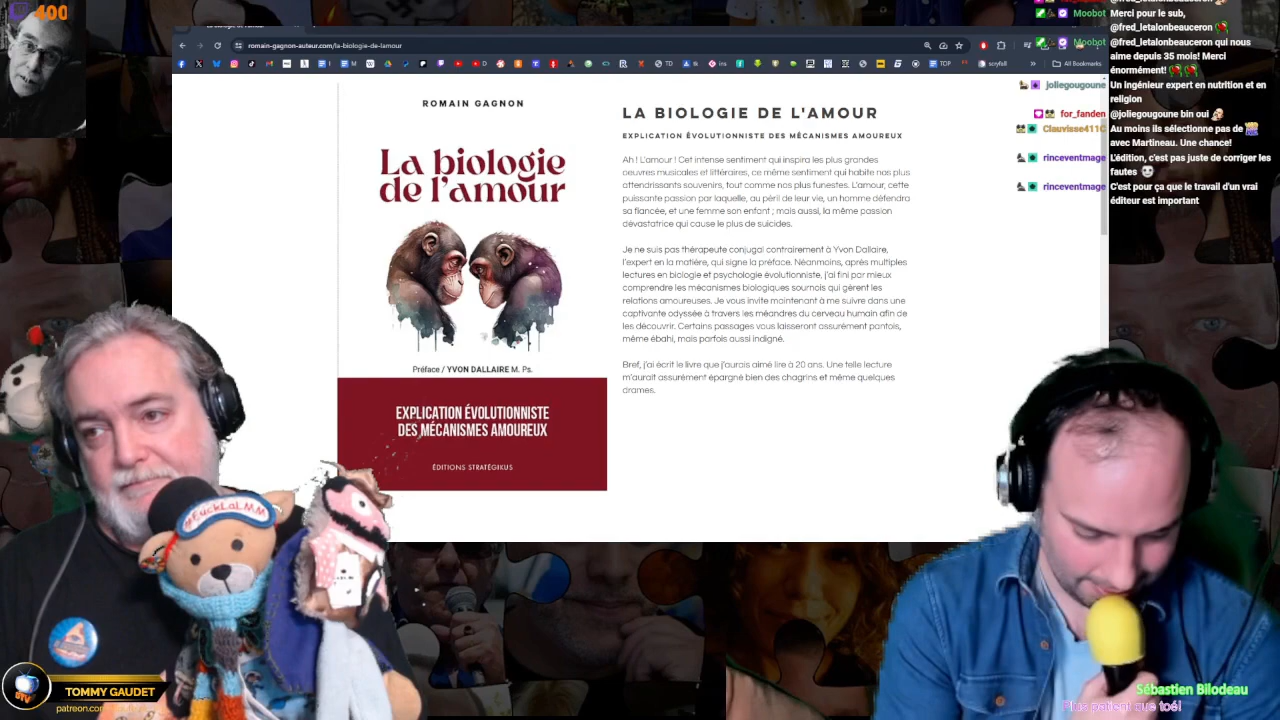 400
romain-gagnon-auteur.com/la-biologie-de-lamour
All Bookmarks
ROMAIN GAGNON
La biologie
de l'amour
Préface / YVON DALLAIRE M. Ps.
EXPLICATION ÉVOLUTIONNISTE
DES MÉCANISMES AMOUREUX
ÉDITIONS STRATÉGIKUS
LA BIOLOGIE DE L'AMOUR
EXPLICATION ÉVOLUTIONNISTE DES MÉCANISMES AMOUREUX
Ah ! L'amour ! Cet intense sentiment qui inspira les plus grandes
oeuvres musicales et littéraires, ce même sentiment qui habite nos plus
attendrissants souvenirs, tout comme nos plus funestes. L'amour, cette
puissante passion par laquelle, au péril de leur vie, un homme défendra
sa fiancée, et une femme son enfant ; mais aussi, la même passion
dévastatrice qui cause le plus de suicides.
Je ne suis pas thérapeute conjugal contrairement à Yvon Dallaire,
l'expert en la matière, qui signe la préface. Néanmoins, après multiples
lectures en biologie et psychologie évolutionniste, j'ai fini par mieux
comprendre les mécanismes biologiques sournois qui gèrent les
relations amoureuses. Je vous invite maintenant à me suivre dans une
captivante odyssée à travers les méandres du cerveau humain afin de
les découvrir. Certains passages vous laisseront assurément pantois,
même ébahi, mais parfois aussi indigné.
Bref, j'ai écrit le livre que j'aurais aimé lire à 20 ans. Une telle lecture
m'aurait assurément épargné bien des chagrins et même quelques
drames.
Moobot Merci pour le sub,
@fred_letalonbeauceron
Moobot @fred_letalonbeauceron qui nous
aime depuis 35 mois! Merci
énormément!
joliegougoune Un Ingénieur expert en nutrition et en
religion
for_fanden @joliegougoune bin oui
Clauvisse411C Au moins ils sélectionne pas de
avec Martineau. Une chance!
rinceventmage L'édition, c'est pas juste de corriger les
fautes
rinceventmage C'est pour ça que le travail d'un vrai
éditeur est important
#FuckLaLMM
TOMMY GAUDET
Sébastien Bilodeau
Plus patient que toé!